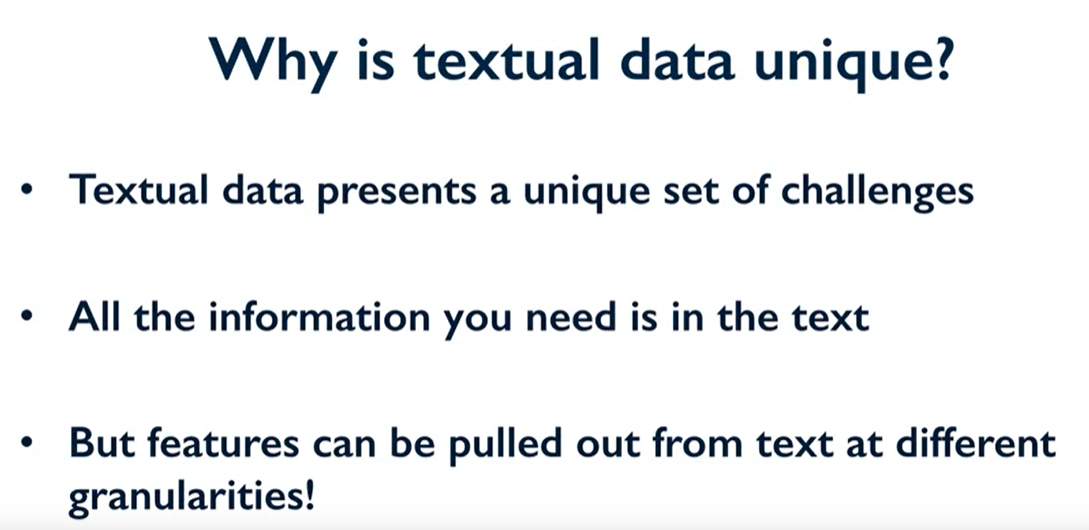 Why is textual data unique?
• Textual data presents a unique set of challenges
• All the information you need is in the text
• But features can be pulled out from text at different
granularities!